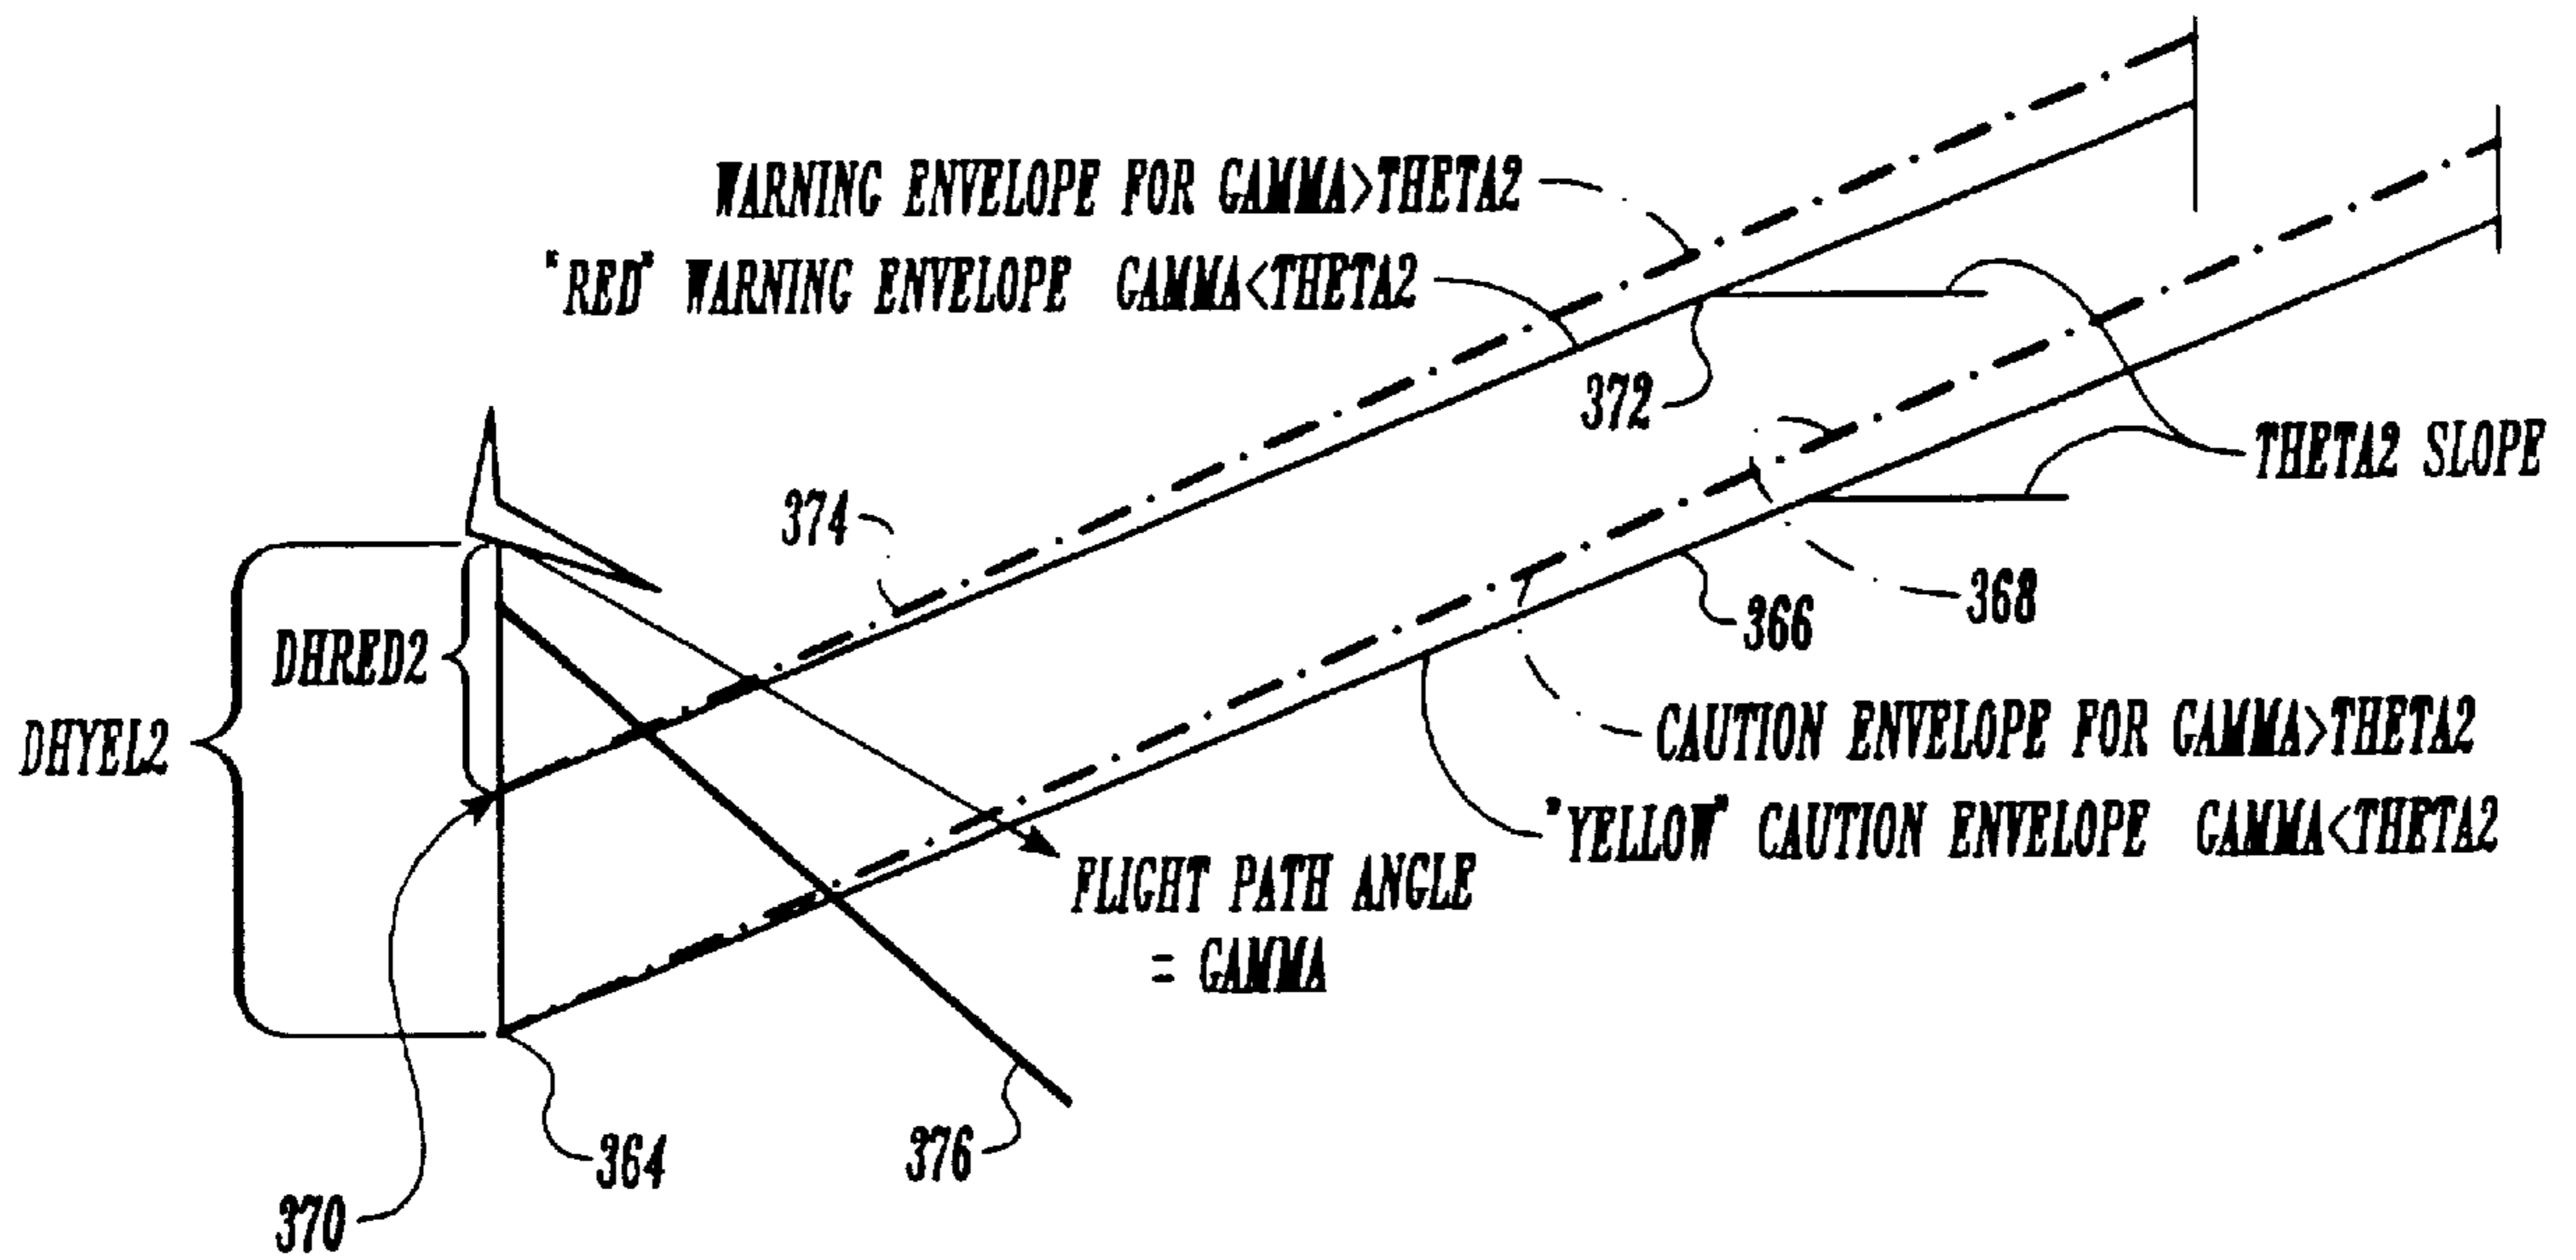 WARNING ENVELOPE FOR GAMMA>THETA2
"RED" WARNING ENVELOPE GAMMA<THETA2
372
THETA2 SLOPE
374
368
366
DHRED2
DHYEL2
CAUTION ENVELOPE FOR GAMMA>THETA2
"YELLOW" CAUTION ENVELOPE GAMMA<THETA2
FLIGHT PATH ANGLE
= GAMMA
376
364
370